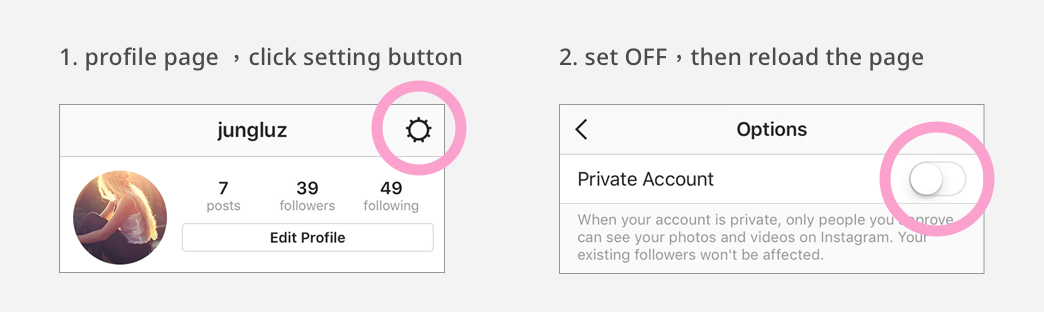 1. profile page ，click setting button
jungluz
7 39 49
posts followers following
Edit Profile
2. set OFF，then reload the page
Options
Private Account
When your account is private, only people you approve
can see your photos and videos on Instagram. Your
existing followers won't be affected.